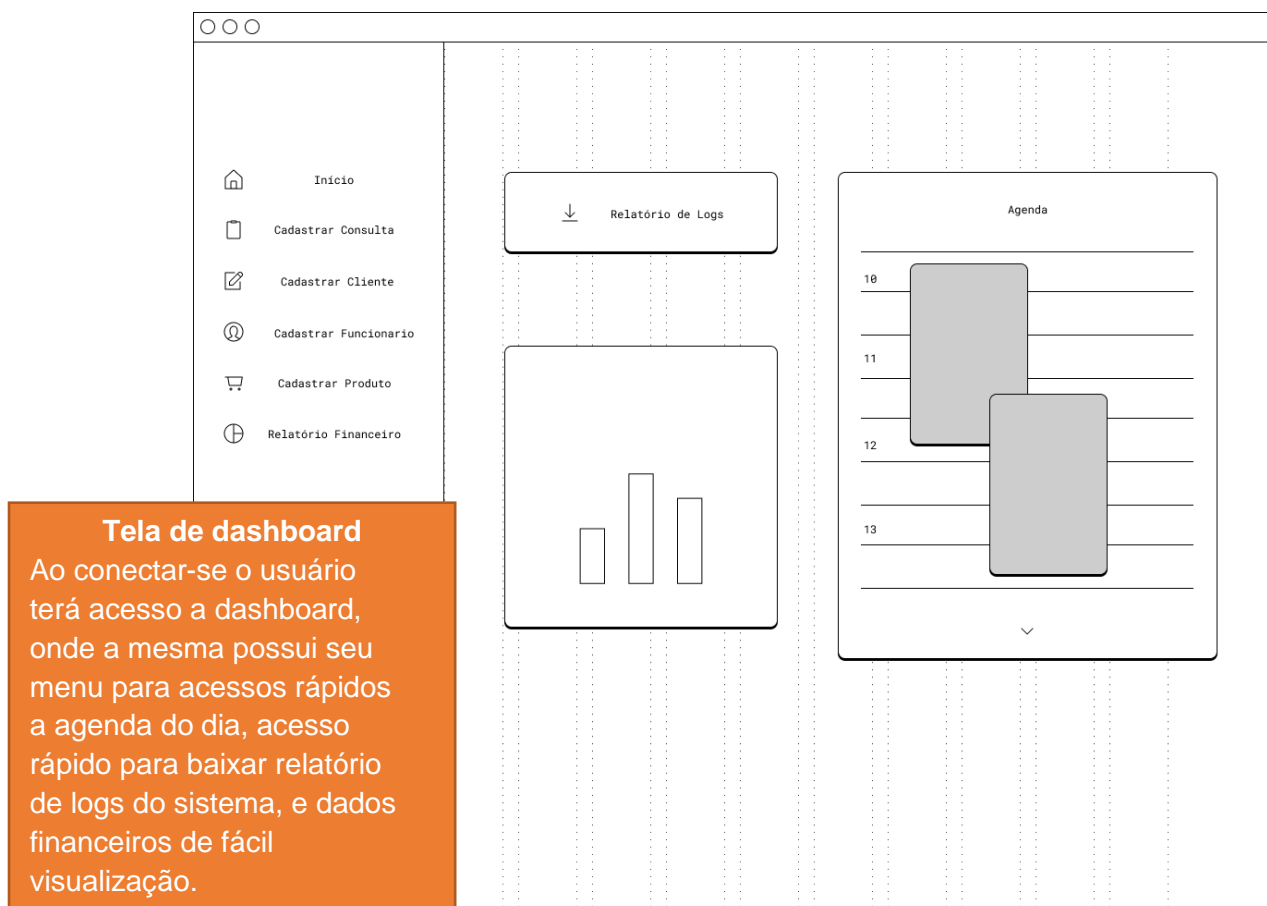 Início
Cadastrar Consulta
Cadastrar Cliente
Cadastrar Funcionario
Cadastrar Produto
Relatório Financeiro
Relatório de Logs
Agenda
10
11
12
13
Tela de dashboard
Ao conectar-se o usuário
terá acesso a dashboard,
onde a mesma possui seu
menu para acessos rápidos
a agenda do dia, acesso
rápido para baixar relatório
de logs do sistema, e dados
financeiros de fácil
visualização.